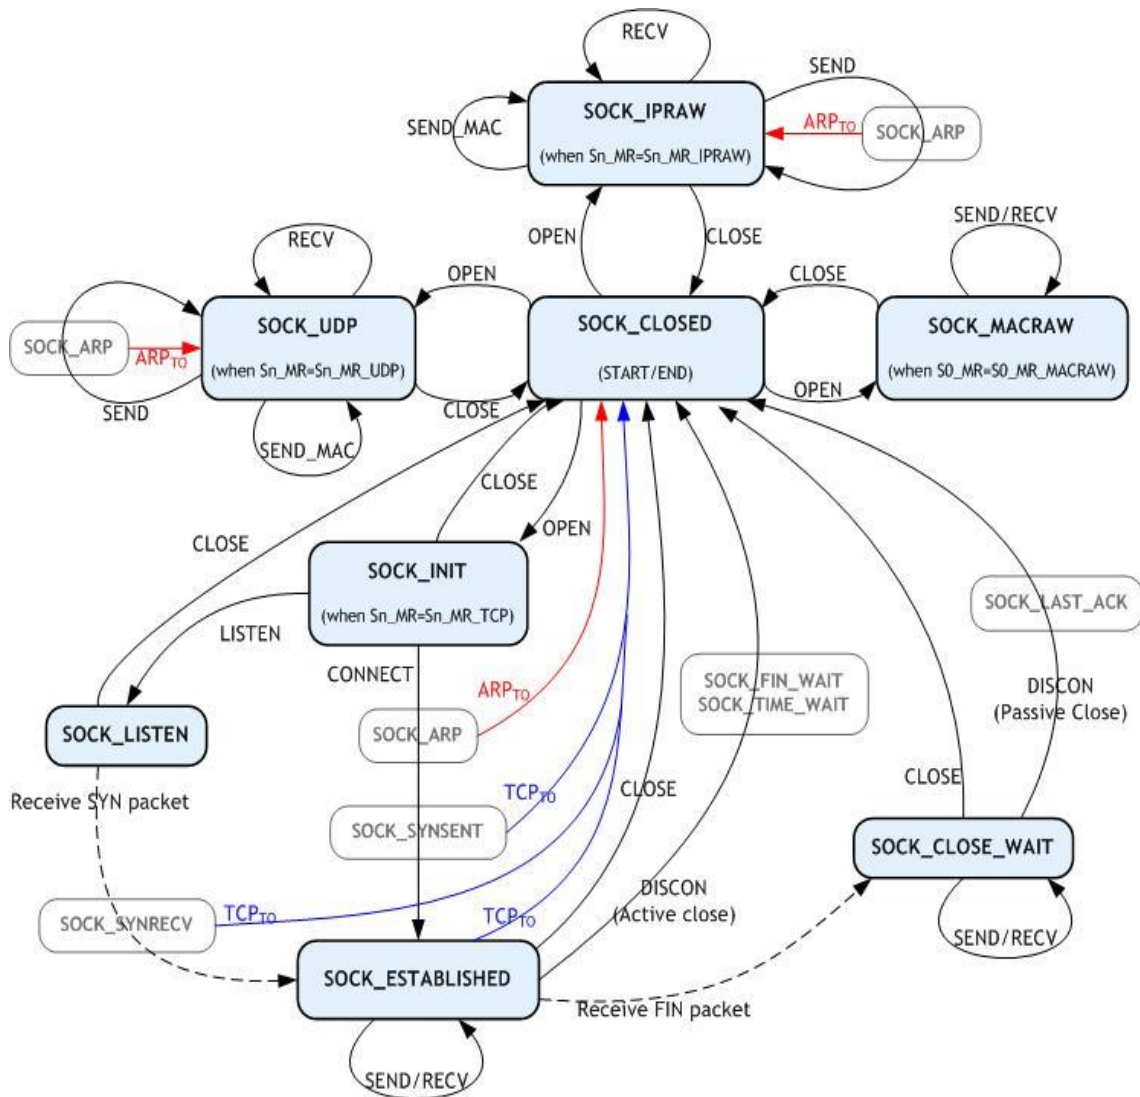 RECV
SEND
SOCK_IPRAW
SEND_MAC
ARPTO
SOCK_ARP
(when Sn_MR=Sn_MR_IPRAW)
SEND/RECV
RECV
OPEN
CLOSE
OPEN
CLOSE
SOCK_UDP
SOCK_CLOSED
SOCK_MACRAW
SOCK_ARP
ARPTO
(when Sn_MR=Sn_MR_UDP)
(START/END)
(when S0_MR=S0_MR_MACRAW)
SEND
CLOSE
OPEN
SEND_MAC
CLOSE
OPEN
CLOSE
SOCK_INIT
(when Sn_MR=Sn_MR_TCP)
SOCK_LAST_ACK
LISTEN
CONNECT
ARPTO
SOCK_FIN_WAIT
SOCK_TIME_WAIT
DISCON
(Passive Close)
SOCK_LISTEN
SOCK_ARP
CLOSE
Receive SYN packet
TCPTO
CLOSE
SOCK_SYNSENT
SOCK_CLOSE_WAIT
DISCON
(Active close)
SOCK_SYNRECV
TCPTO
TCPTO
SEND/RECV
SOCK_ESTABLISHED
Receive FIN packet
SEND/RECV